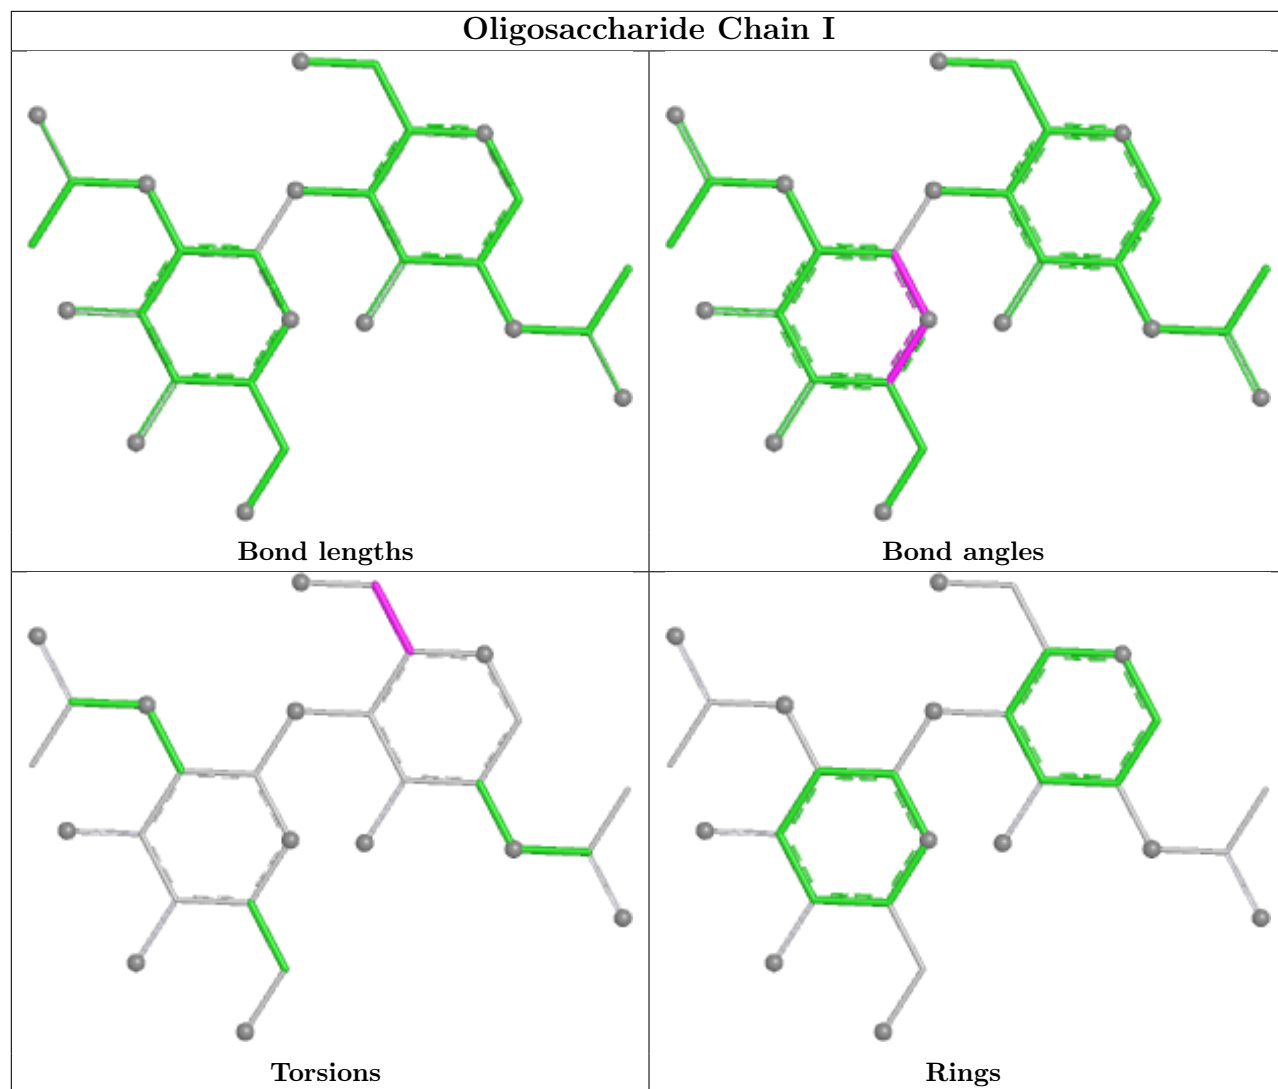 Oligosaccharide Chain I
Bond lengths
Bond angles
Torsions
Rings